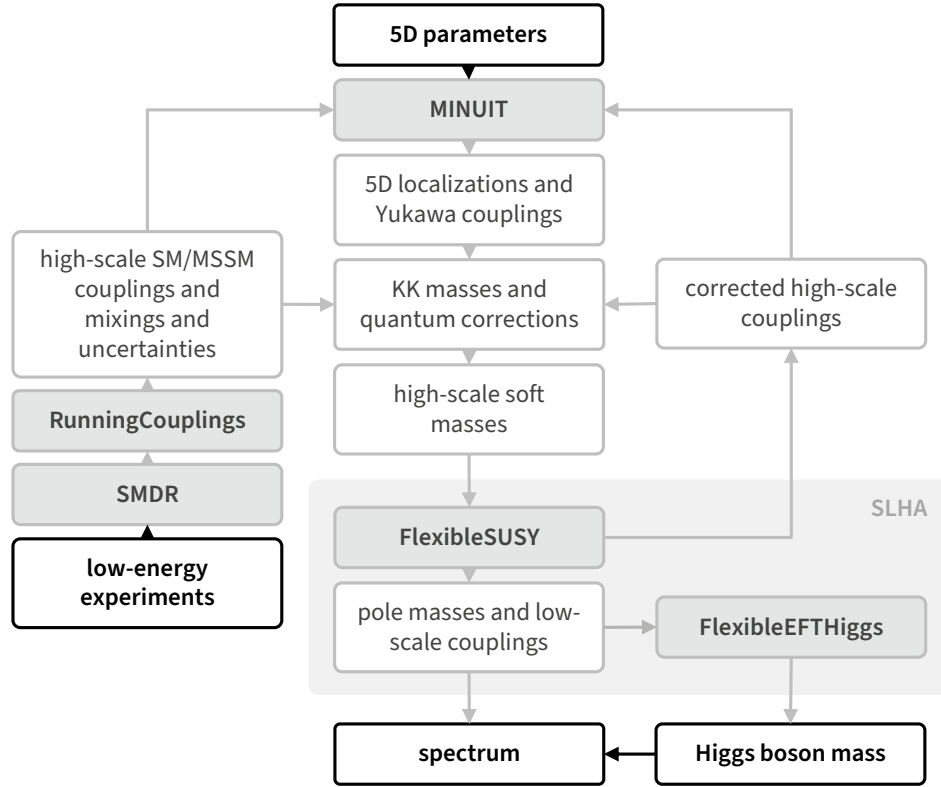 5D parameters
MINUIT
5D localizations and
Yukawa couplings
high-scale SM/MSSM
couplings and
mixings and
uncertainties
KK masses and
quantum corrections
corrected high-scale
couplings
high-scale soft
masses
RunningCouplings
SMDR
low-energy
experiments
SLHA
FlexibleSUSY
pole masses and low-
scale couplings
FlexibleEFTHiggs
spectrum
Higgs boson mass